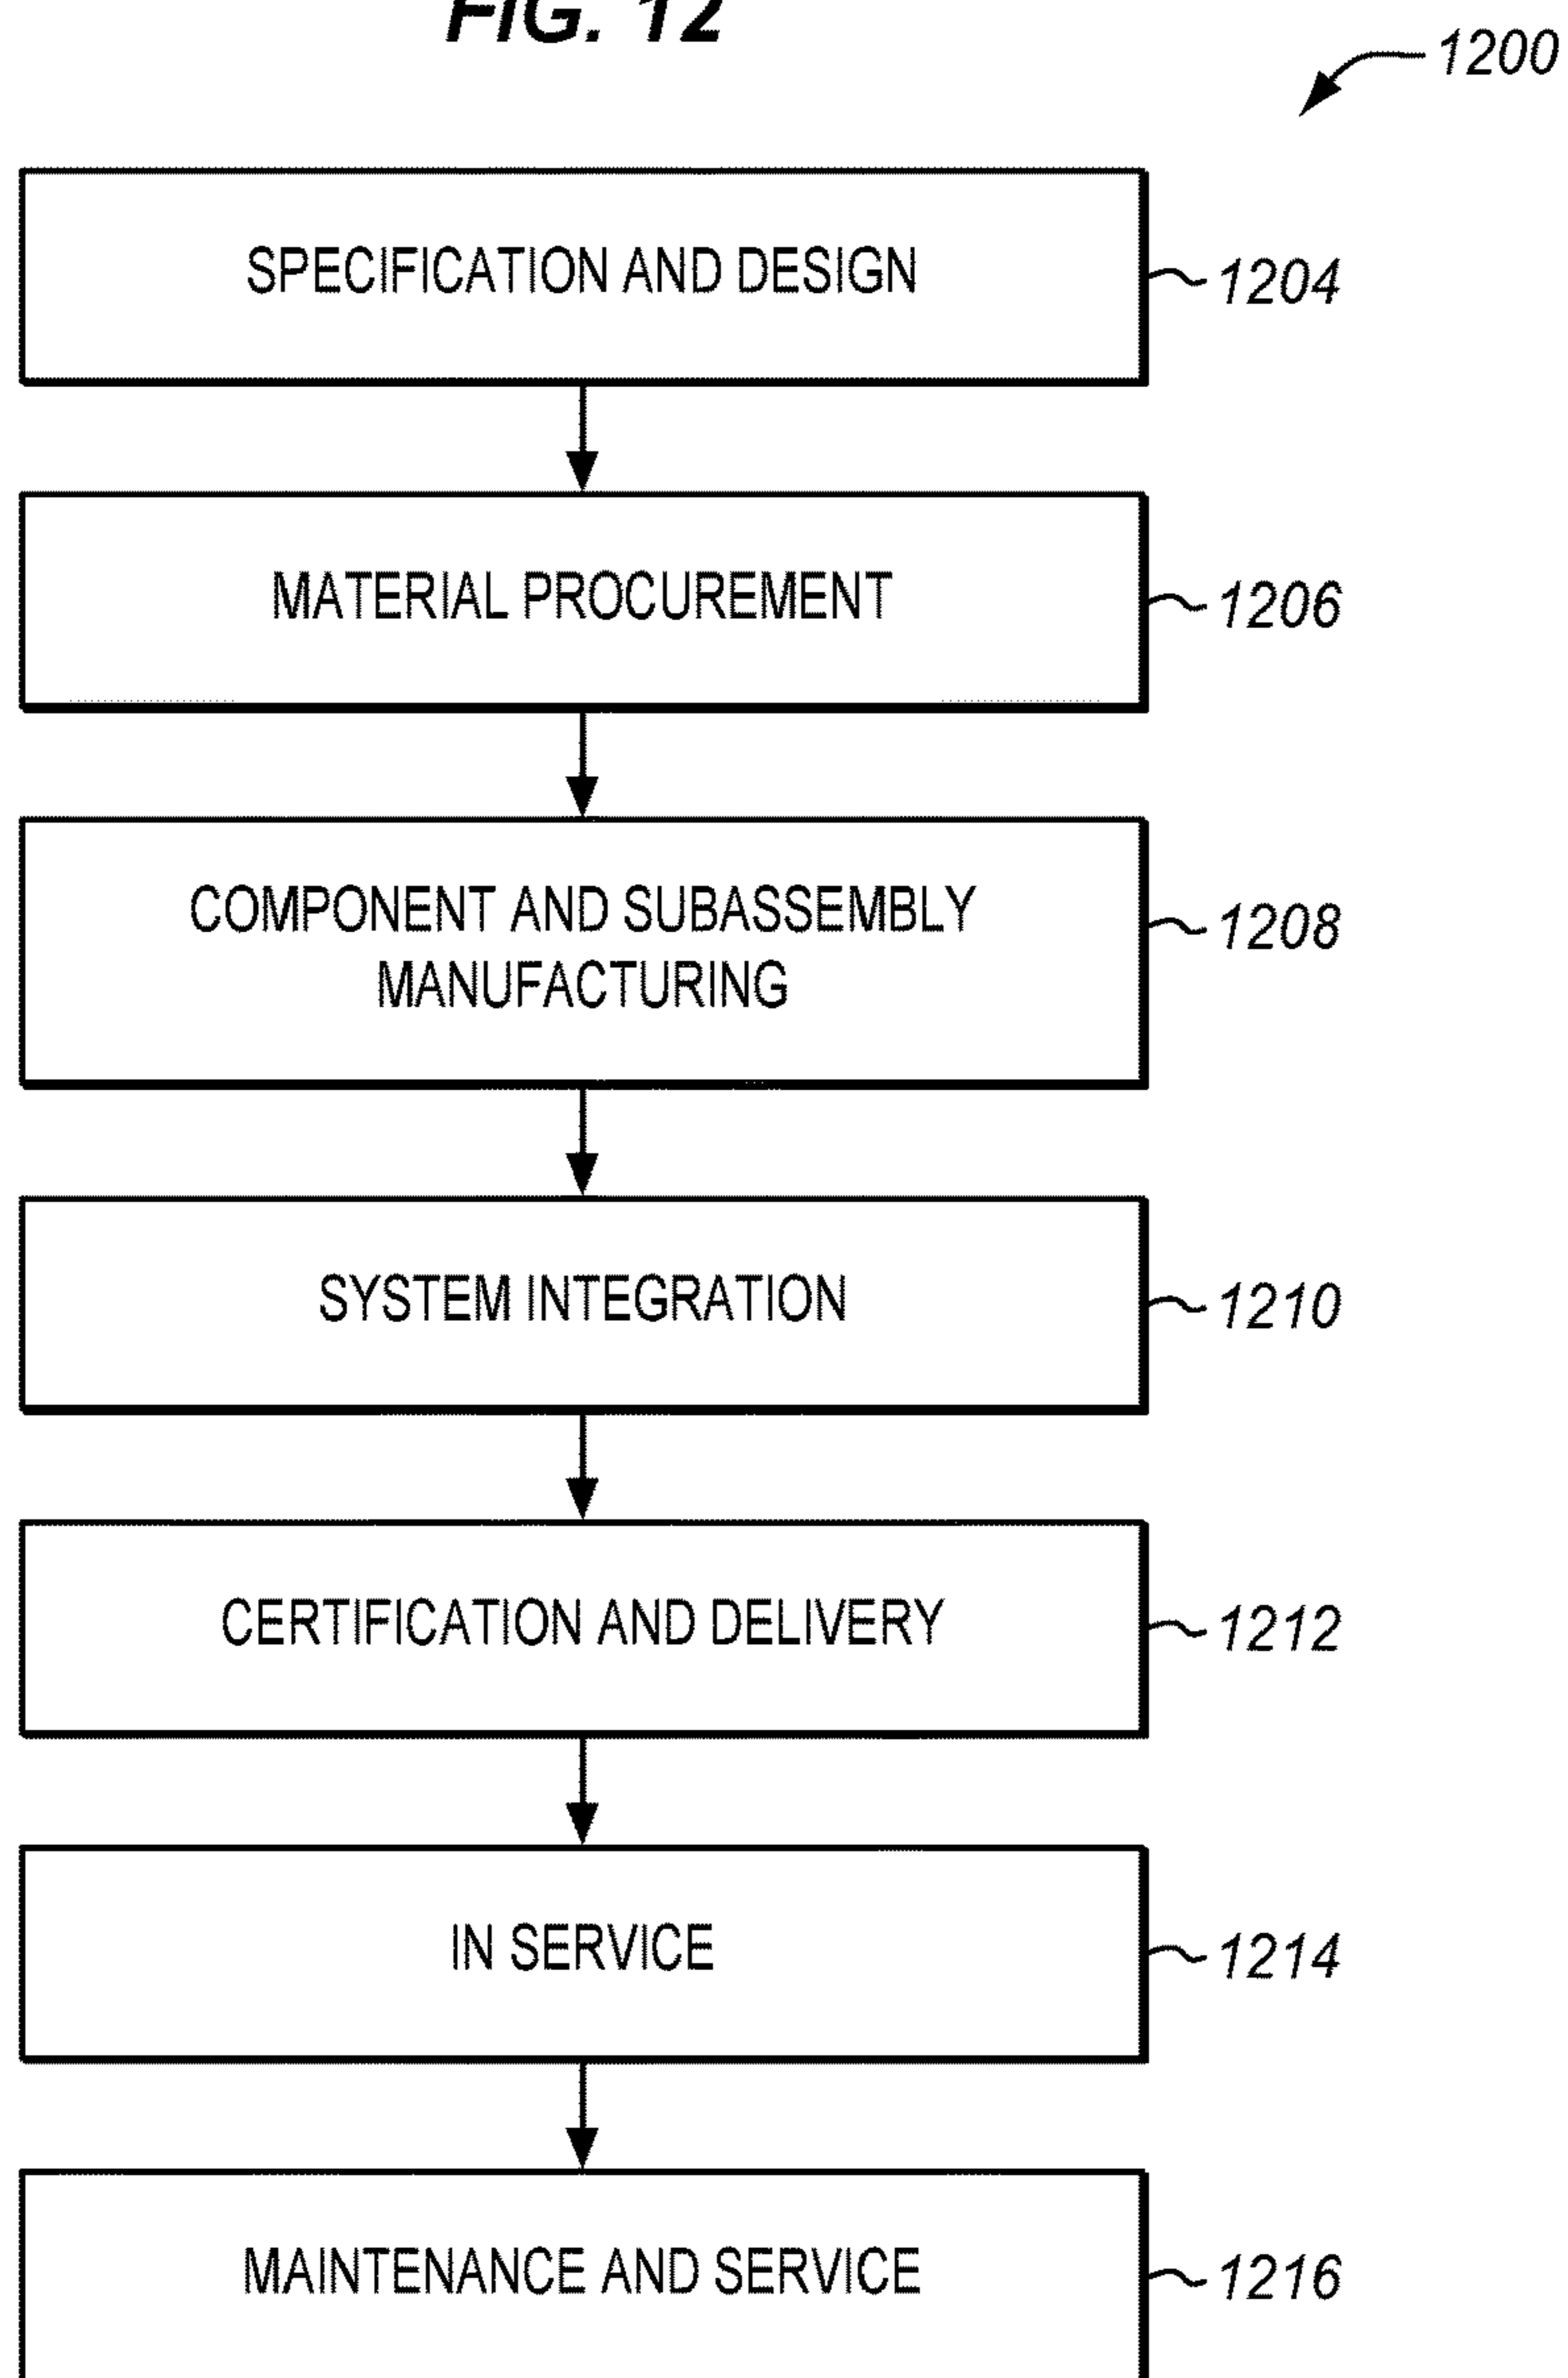 FIG. 12
1200
SPECIFICATION AND DESIGN
1204
MATERIAL PROCUREMENT
1206
COMPONENT AND SUBASSEMBLY
MANUFACTURING
1208
SYSTEM INTEGRATION
1210
CERTIFICATION AND DELIVERY
1212
IN SERVICE
1214
MAINTENANCE AND SERVICE
1216